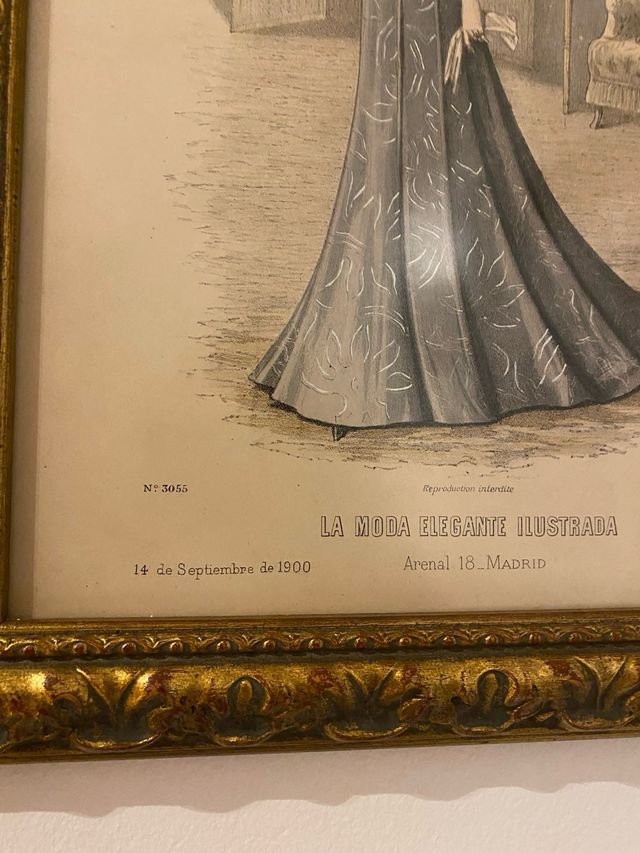 Nº 3055
Reproduction interdite
LA MODA ELEGANTE ILUSTRADA
14 de Septiembre de 1900
Arenal 18_MADRID